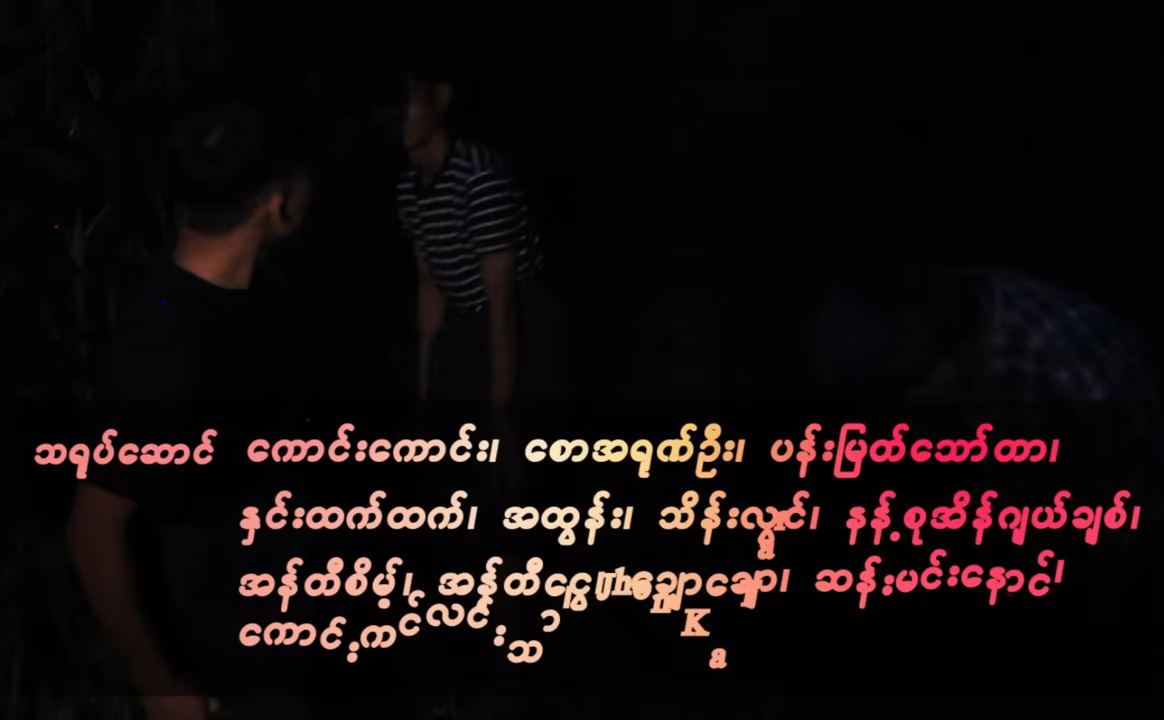 သရုပ်ဆောင် ကောင်းကောင်း၊ စောအရုဏ်ဦး၊ ပန်းမြတ်သော်တာ၊
နှင်းထက်ထက်၊ အထွန်း၊ သိန်းလွှင်၊ နန့်စုအိန်ဂျယ်ချစ်၊
အန်တီစိမ့်၊ အန်တီငွေ ချောချော၊ ဆန်းမင်းနောင်၊
ကောင်းကင်လင်းသာ